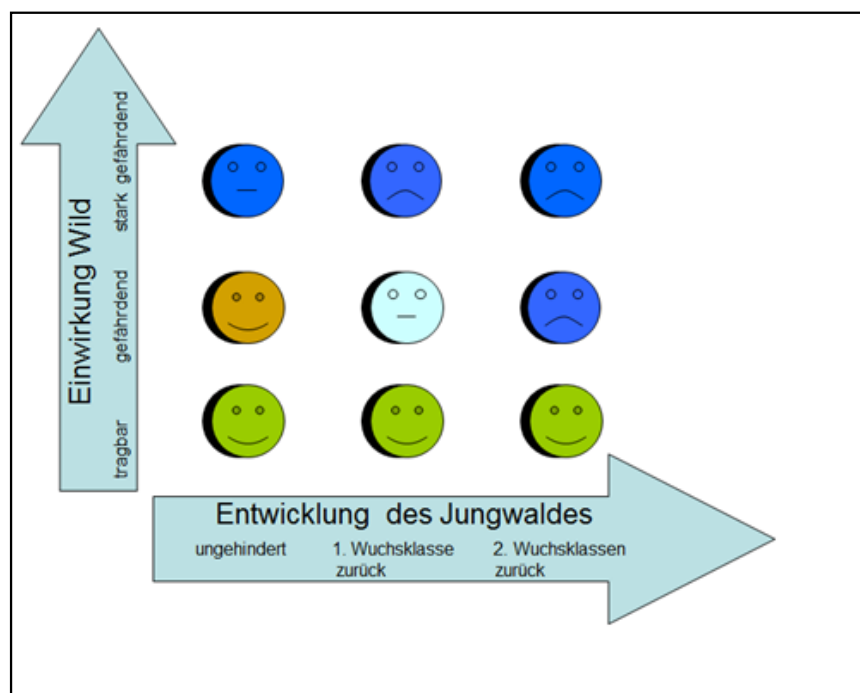 Einwirkung Wild
stark gefährdend
gefährdend
tragbar
Entwicklung des Jungwaldes
ungehindert
1. Wuchsklasse
zurück
2. Wuchsklassen
zurück